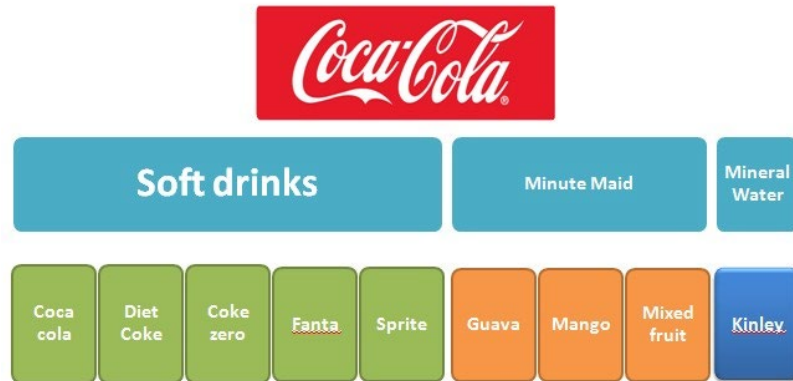 Coca-Cola®
Soft drinks
Minute Maid
Mineral
Water
Coca
cola
Diet
Coke
Coke
zero
Fanta
Sprite
Guava
Mango
Mixed
fruit
Kinley